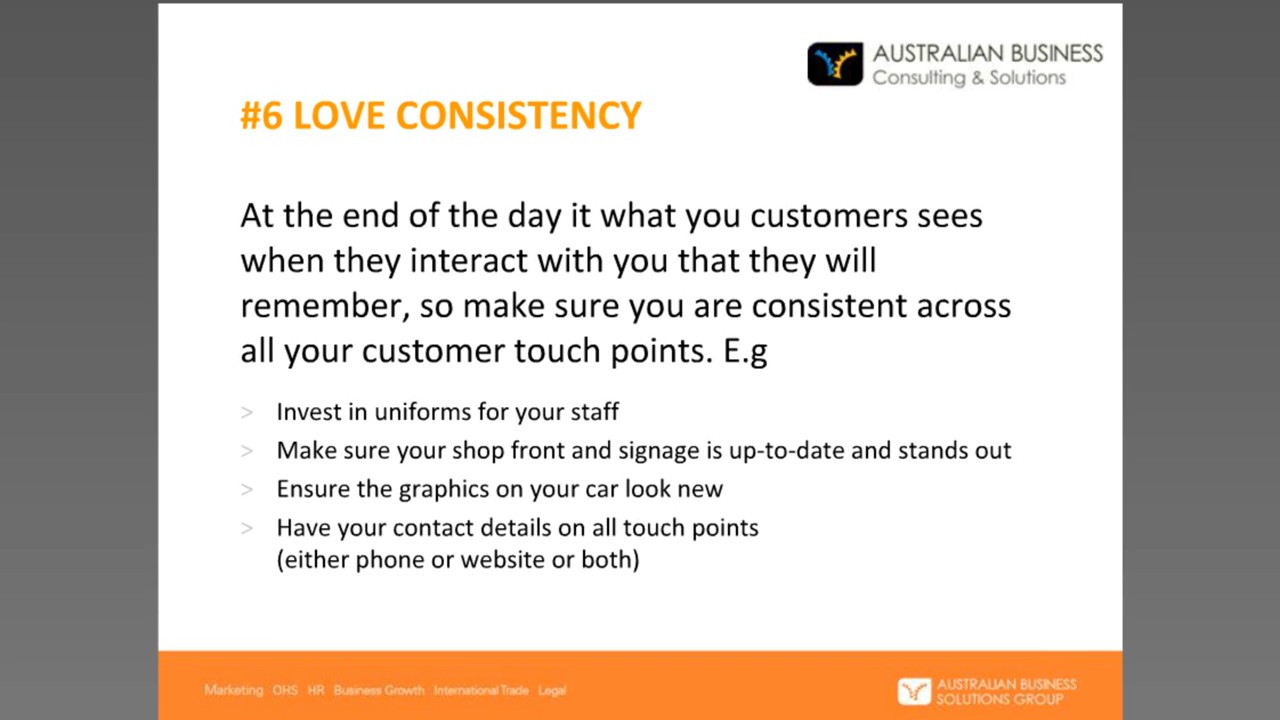 AUSTRALIAN BUSINESS
Consulting & Solutions
#6 LOVE CONSISTENCY
At the end of the day it what you customers sees
when they interact with you that they will
remember, so make sure you are consistent across
all your customer touch points. E.g
> Invest in uniforms for your staff
> Make sure your shop front and signage is up-to-date and stands out
> Ensure the graphics on your car look new
> Have your contact details on all touch points
(either phone or website or both)
Marketing OHS HR Business Growth International Trade Legal
AUSTRALIAN BUSINESS
SOLUTIONS GROUP